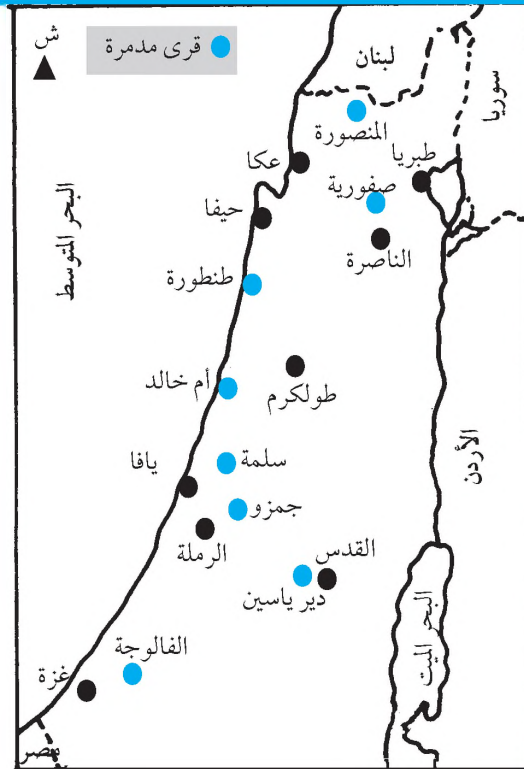 ش
قرى مدمرة
لبنان
سوريا
المنصورة
عكا
طبريا
صفورية
حيفا
الناصرة
البحر المتوسط
طنطورة
أم خالد
طولكرم
سلمة
يافا
جمزو
الأردن
الرملة
القدس
دير ياسين
البحر الميت
الفالوجة
غزة
مصر